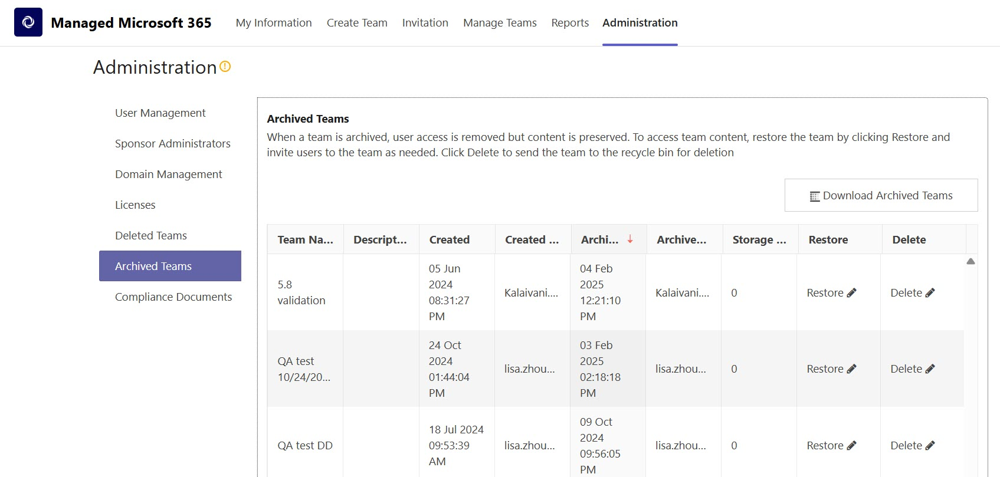 Managed Microsoft 365 My Information Create Team Invitation Manage Teams Reports Administration
Administration
User Management
Sponsor Administrators
Domain Management
Licenses
Deleted Teams
Archived Teams
Compliance Documents
Archived Teams
When a team is archived, user access is removed but content is preserved. To access team content, restore the team by clicking Restore and
invite users to the team as needed. Click Delete to send the team to the recycle bin for deletion
Download Archived Teams
Team Na... Descript... Created Created ... Archi... Archive... Storage ... Restore Delete
5.8
validation
05 Jun
2024
08:31:27
PM
Kalaivani....
04 Feb
2025
12:21:10
PM
Kalaivani....
0
Restore
Delete
QA test
10/24/20...
24 Oct
2024
01:44:04
PM
lisa.zhou...
03 Feb
2025
02:18:18
PM
lisa.zhou...
0
Restore
Delete
QA test DD
18 Jul 2024
09:53:39
AM
lisa.zhou...
09 Oct
2024
09:56:05
PM
lisa.zhou...
0
Restore
Delete